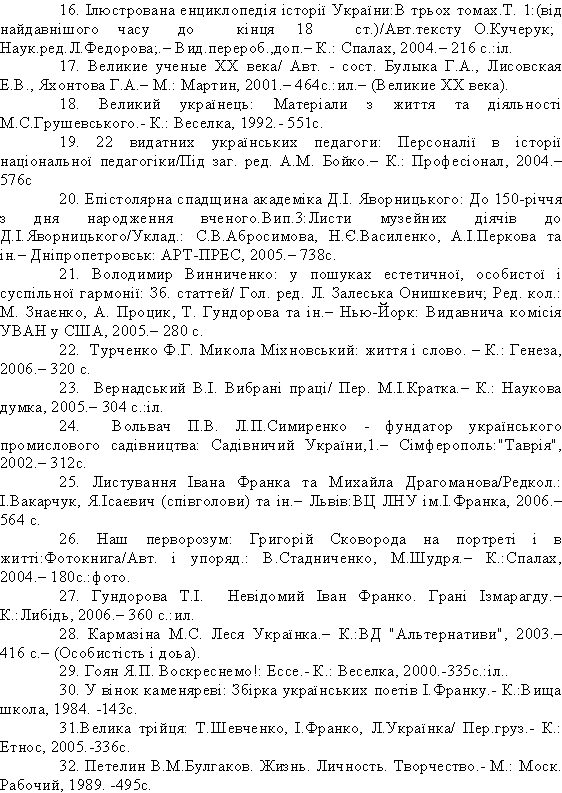 16. Ілюстрована енциклопедія історії України:В трьох томах.Т. 1:(від
найдавнішого часу до кінця 18 ст.)/Авт.тексту О.Кучерук;
Наук.ред.Л.Федорова;.– Вид.перероб.,доп.– К.: Спалах, 2004.– 216 с.:іл.
17. Великие ученые ХХ века/ Авт. - сост. Булыка Г.А., Лисовская
Е.В., Яхонтова Г.А.– М.: Мартин, 2001.– 464с.:ил.– (Великие ХХ века).
18. Великий українець: Матеріали з життя та діяльності
М.С.Грушевського.- К.: Веселка, 1992.- 551с.
19. 22 видатних українських педагоги: Персоналії в історії
національної педагогіки/Під заг. ред. А.М. Бойко.– К.: Професіонал, 2004.–
576с
20. Епістолярна спадщина академіка Д.І. Яворницького: До 150-річчя
з дня народження вченого.Вип.3:Листи музейних діячів до
Д.І.Яворницького/Уклад.: С.В.Абросимова, Н.Є.Василенко, А.І.Перкова та
ін.– Дніпропетровськ: АРТ-ПРЕС, 2005.– 738с.
21. Володимир Винниченко: у пошуках естетичної, особистої і
суспільної гармонії: Зб. статтей/ Гол. ред. Л. Залеська Онишкевич; Ред. кол.:
М. Знаєнко, А. Процик, Т. Гундорова та ін.– Нью-Йорк: Видавнича комісія
УВАН у США, 2005.– 280 с.
22. Турченко Ф.Г. Микола Міхновський: життя і слово. – К.: Генеза,
2006.– 320 с.
23. Вернадський В.І. Вибрані праці/ Пер. М.І.Кратка.– К.: Наукова
думка, 2005.– 304 с.:іл.
24. Вольвач П.В. Л.П.Симиренко - фундатор українського
промислового садівництва: Садівничий України,1.– Сімферополь:"Таврія",
2002.– 312с.
25. Листування Івана Франка та Михайла Драгоманова/Редкол.:
І.Вакарчук, Я.Ісаєвич (співголови) та ін.– Львів:ВЦ ЛНУ ім.І.Франка, 2006.–
564 с.
26. Наш первозорум: Григорій Сковорода на портреті і в
житті:Фотокнига/Авт. і упоряд.: В.Стадниченко, М.Шудря.– К.:Спалах,
2004.– 180с.:фото.
27. Гундорова Т.І. Невідомий Іван Франко. Грані Ізмарагду.–
К.:Либідь, 2006.– 360 с.:ил.
28. Кармазіна М.С. Леся Українка.– К.:ВД "Альтернативи", 2003.–
416 с.– (Особистість і доьа).
29. Гоян Я.П. Воскреснемо!: Ессе.- К.: Веселка, 2000.-335с.:іл..
30. У вінок каменяреві: Збірка українських поетів І.Франку.- К.:Вища
школа, 1984. -143с.
31.Велика трійця: Т.Шевченко, І.Франко, Л.Українка/ Пер.груз.- К.:
Етнос, 2005.-336с.
32. Петелин В.М.Булгаков. Жизнь. Личность. Творчество.- М.: Моск.
Рабочий, 1989. -495с.